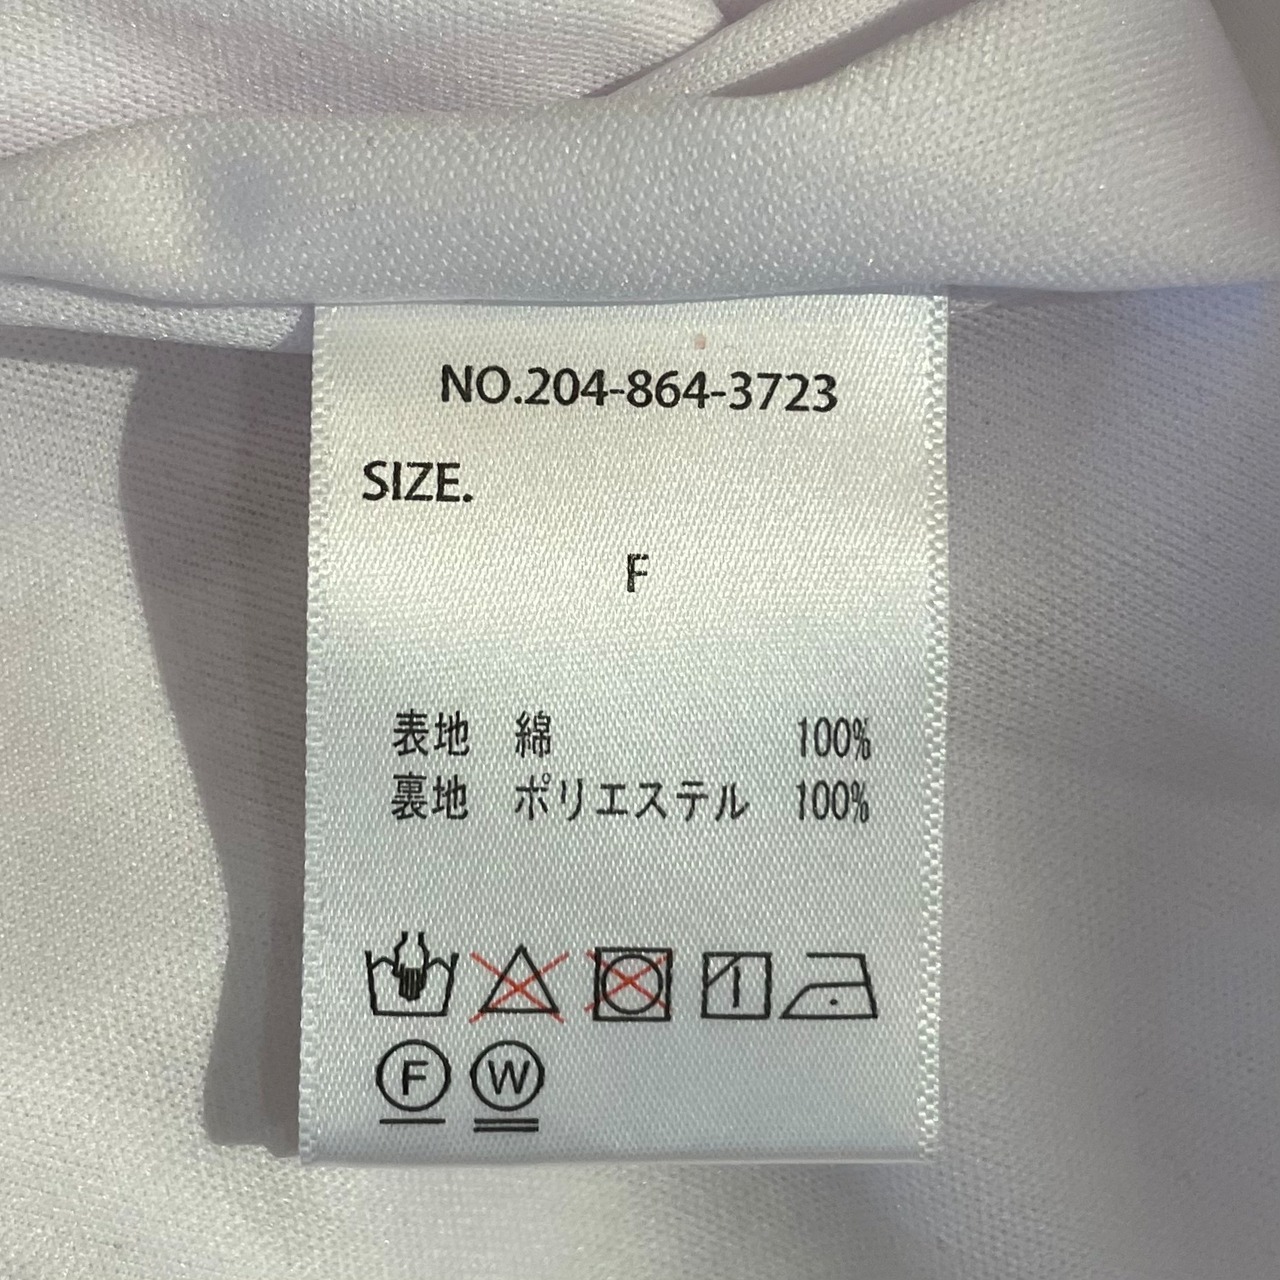 NO.204-864-3723
SIZE.
F
表地 綿 100%
裏地 ポリエステル 100%
F W